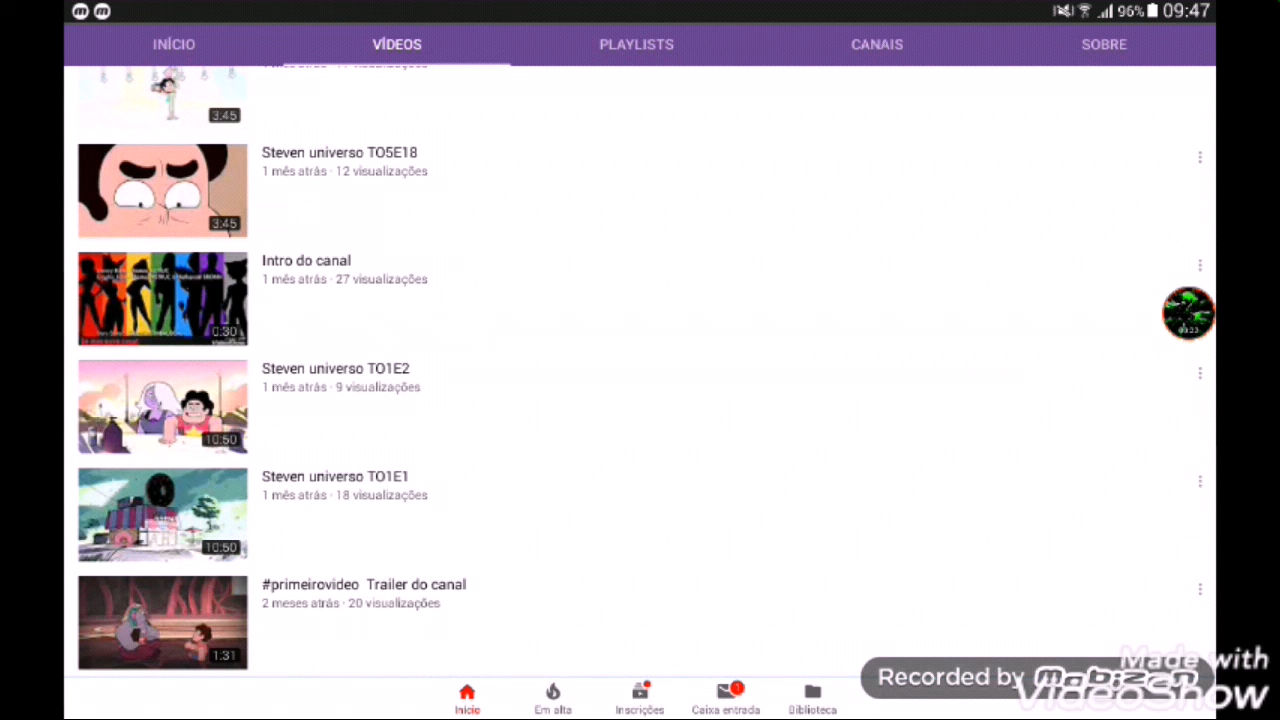 96% 09:47
INÍCIO VÍDEOS PLAYLISTS CANAIS SOBRE
3:45
Steven universo TO5E18
1 mês atrás · 12 visualizações
3:45
Intro do canal
1 mês atrás · 27 visualizações
0:30
Steven universo TO1E2
1 mês atrás · 9 visualizações
10:50
Steven universo TO1E1
1 mês atrás · 18 visualizações
10:50
#primeirovideo Trailer do canal
2 meses atrás · 20 visualizações
1:31
Início Em alta Inscrições Caixa entrada Biblioteca
1
Recorded by Mobizen
Made with
VideoShow